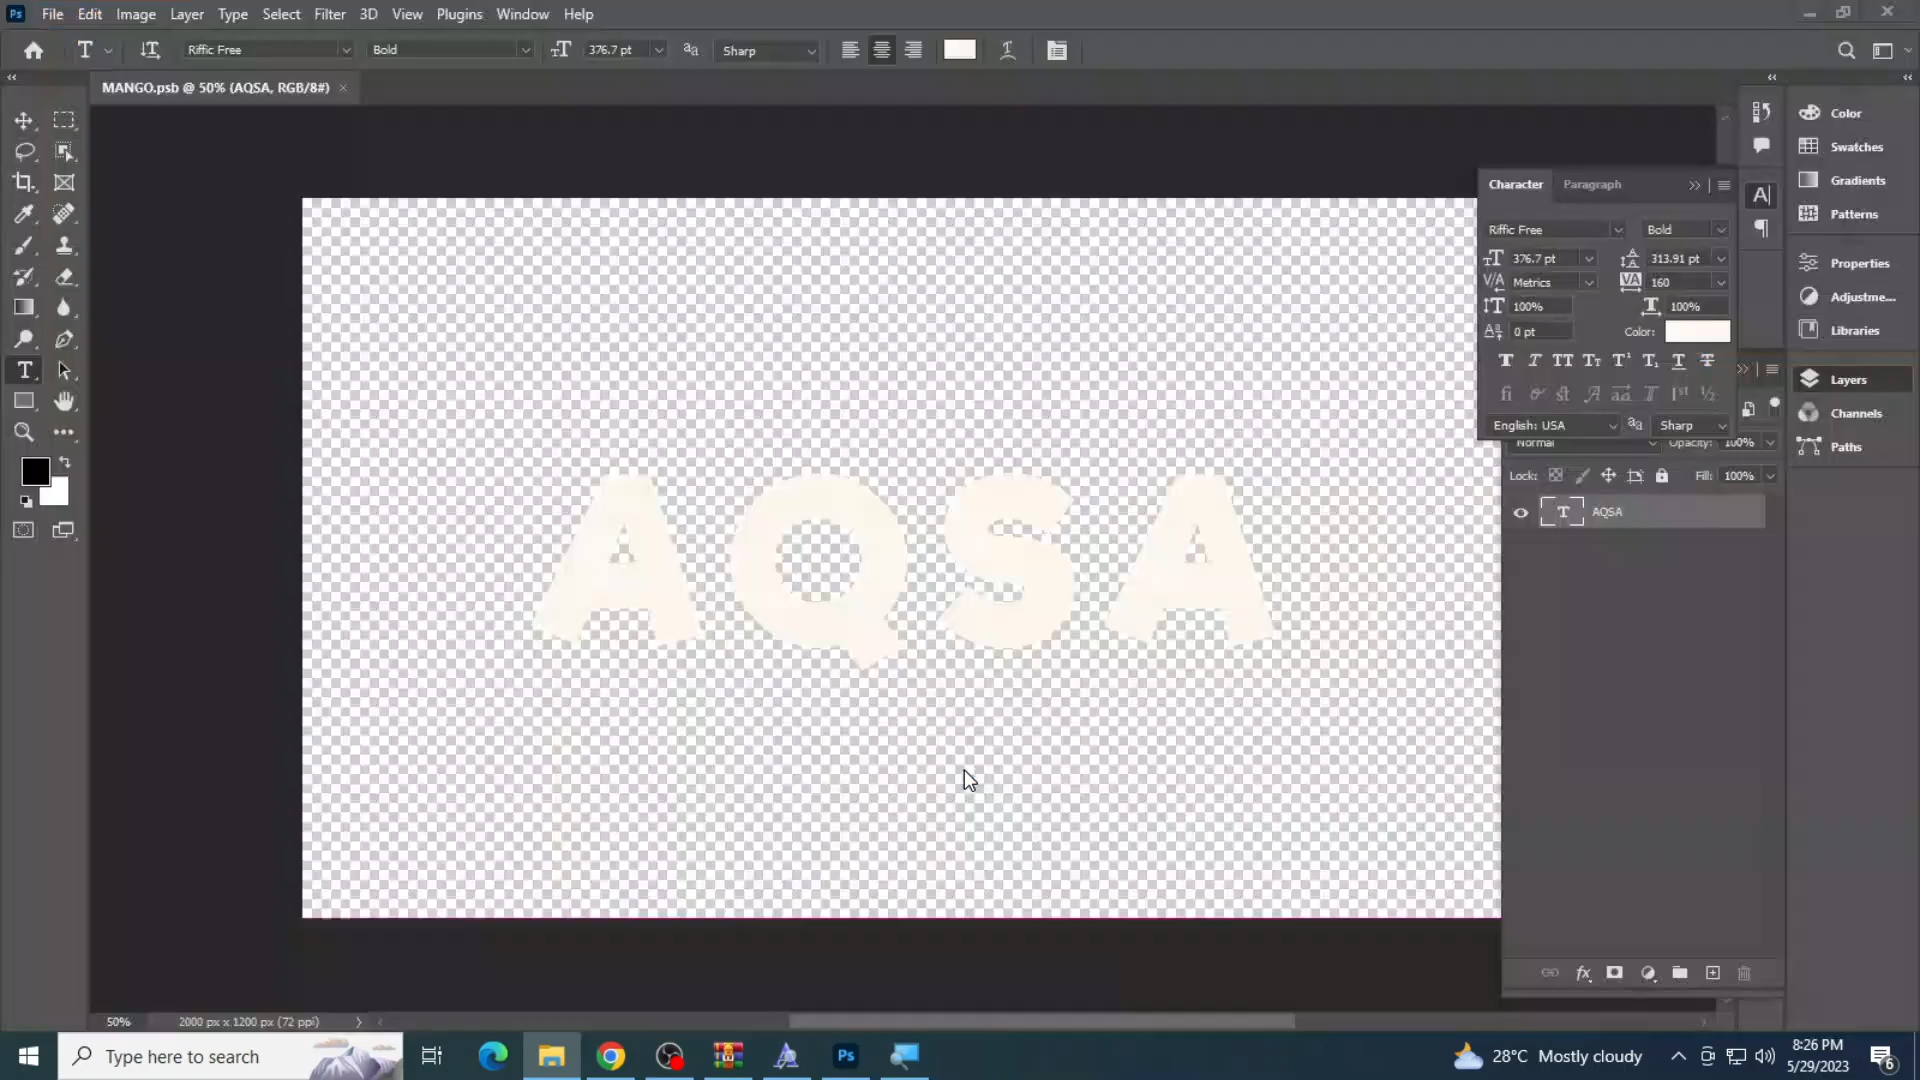 Ps File Edit Image Layer Type Select Filter 3D View Plugins Window Help
Riffic Free Bold 376.7 pt Sharp
MANGO.psb @ 50% (AQSA, RGB/8#) ×
Color
Swatches
Gradients
Patterns
Properties
Adjustme...
Libraries
Layers
Channels
Paths
Character Paragraph
Riffic Free Bold
376.7 pt 313.91 pt
Metrics 160
100% 100%
0 pt Color:
English: USA Sharp
Normal Opacity: 100%
Lock: Fill: 100%
AQSA
AQSA
50% 2000 px x 1200 px (72 ppi)
Type here to search
Ps
28°C Mostly cloudy
8:26 PM
5/29/2023
6